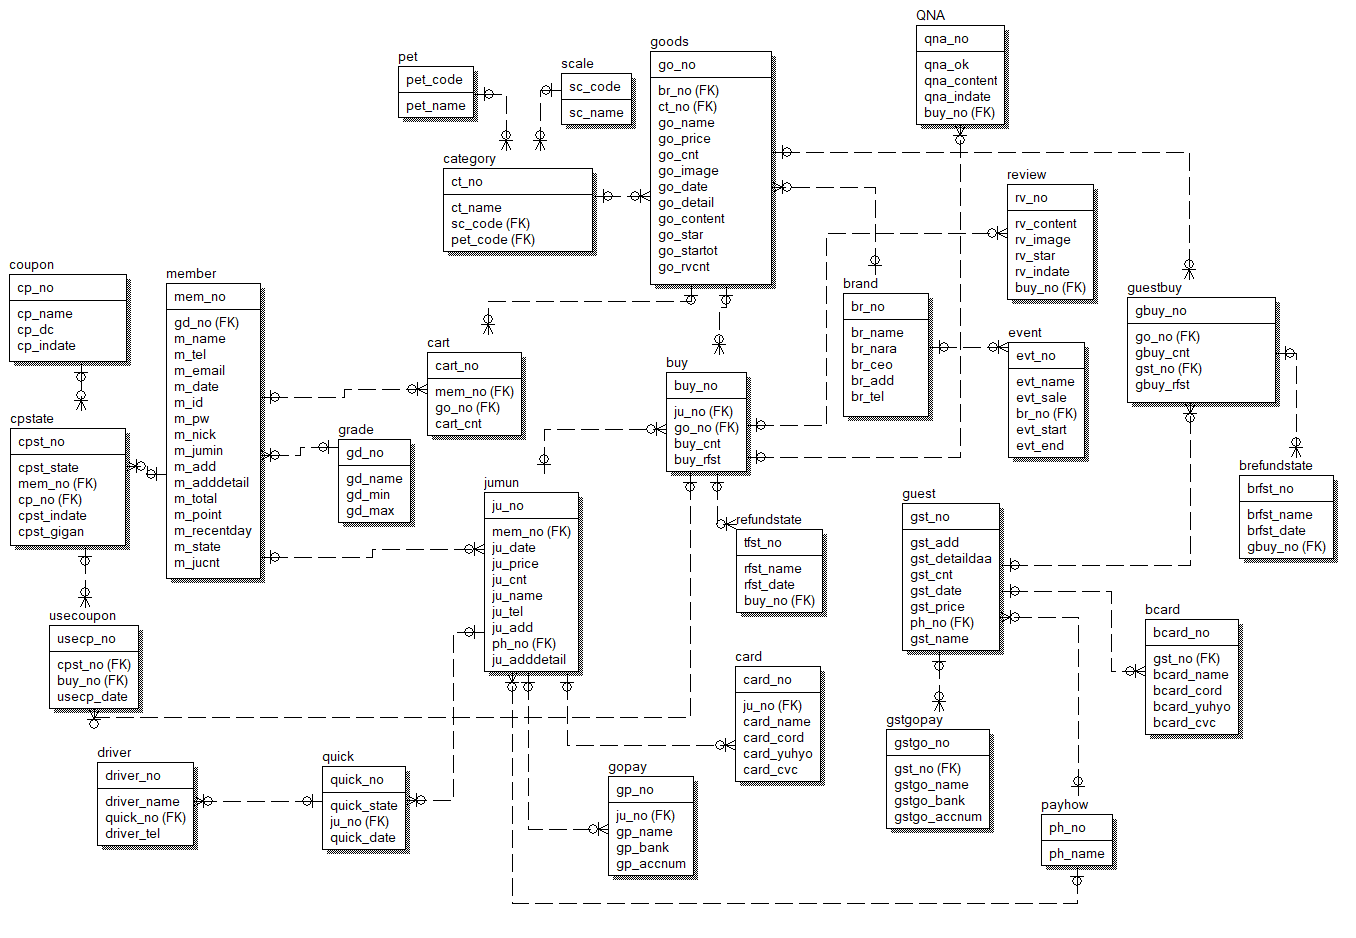 QNA
qna_no
qna_ok
qna_content
qna_indate
buy_no (FK)
goods
go_no
br_no (FK)
ct_no (FK)
go_name
go_price
go_cnt
go_image
go_date
go_detail
go_content
go_star
go_startot
go_rvcnt
pet
pet_code
pet_name
scale
sc_code
sc_name
category
ct_no
ct_name
sc_code (FK)
pet_code (FK)
review
rv_no
rv_content
rv_image
rv_star
rv_indate
buy_no (FK)
coupon
cp_no
cp_name
cp_dc
cp_indate
member
mem_no
gd_no (FK)
m_name
m_tel
m_email
m_date
m_id
m_pw
m_nick
m_jumin
m_add
m_adddetail
m_total
m_point
m_recentday
m_state
m_jucnt
brand
br_no
br_name
br_nara
br_ceo
br_add
br_tel
guestbuy
gbuy_no
go_no (FK)
gbuy_cnt
gst_no (FK)
gbuy_rfst
event
evt_no
evt_name
evt_sale
br_no (FK)
evt_start
evt_end
cart
cart_no
mem_no (FK)
go_no (FK)
cart_cnt
buy
buy_no
ju_no (FK)
go_no (FK)
buy_cnt
buy_rfst
cpstate
cpst_no
cpst_state
mem_no (FK)
cp_no (FK)
cpst_indate
cpst_gigan
grade
gd_no
gd_name
gd_min
gd_max
brefundstate
brfst_no
brfst_name
brfst_date
gbuy_no (FK)
jumun
ju_no
mem_no (FK)
ju_date
ju_price
ju_cnt
ju_name
ju_tel
ju_add
ph_no (FK)
ju_adddetail
guest
gst_no
gst_add
gst_detaildaa
gst_cnt
gst_date
gst_price
ph_no (FK)
gst_name
refundstate
tfst_no
rfst_name
rfst_date
buy_no (FK)
usecoupon
usecp_no
cpst_no (FK)
buy_no (FK)
usecp_date
bcard
bcard_no
gst_no (FK)
bcard_name
bcard_cord
bcard_yuhyo
bcard_cvc
card
card_no
ju_no (FK)
card_name
card_cord
card_yuhyo
card_cvc
gstgopay
gstgo_no
gst_no (FK)
gstgo_name
gstgo_bank
gstgo_accnum
driver
driver_no
driver_name
quick_no (FK)
driver_tel
quick
quick_no
quick_state
ju_no (FK)
quick_date
gopay
gp_no
ju_no (FK)
gp_name
gp_bank
gp_accnum
payhow
ph_no
ph_name